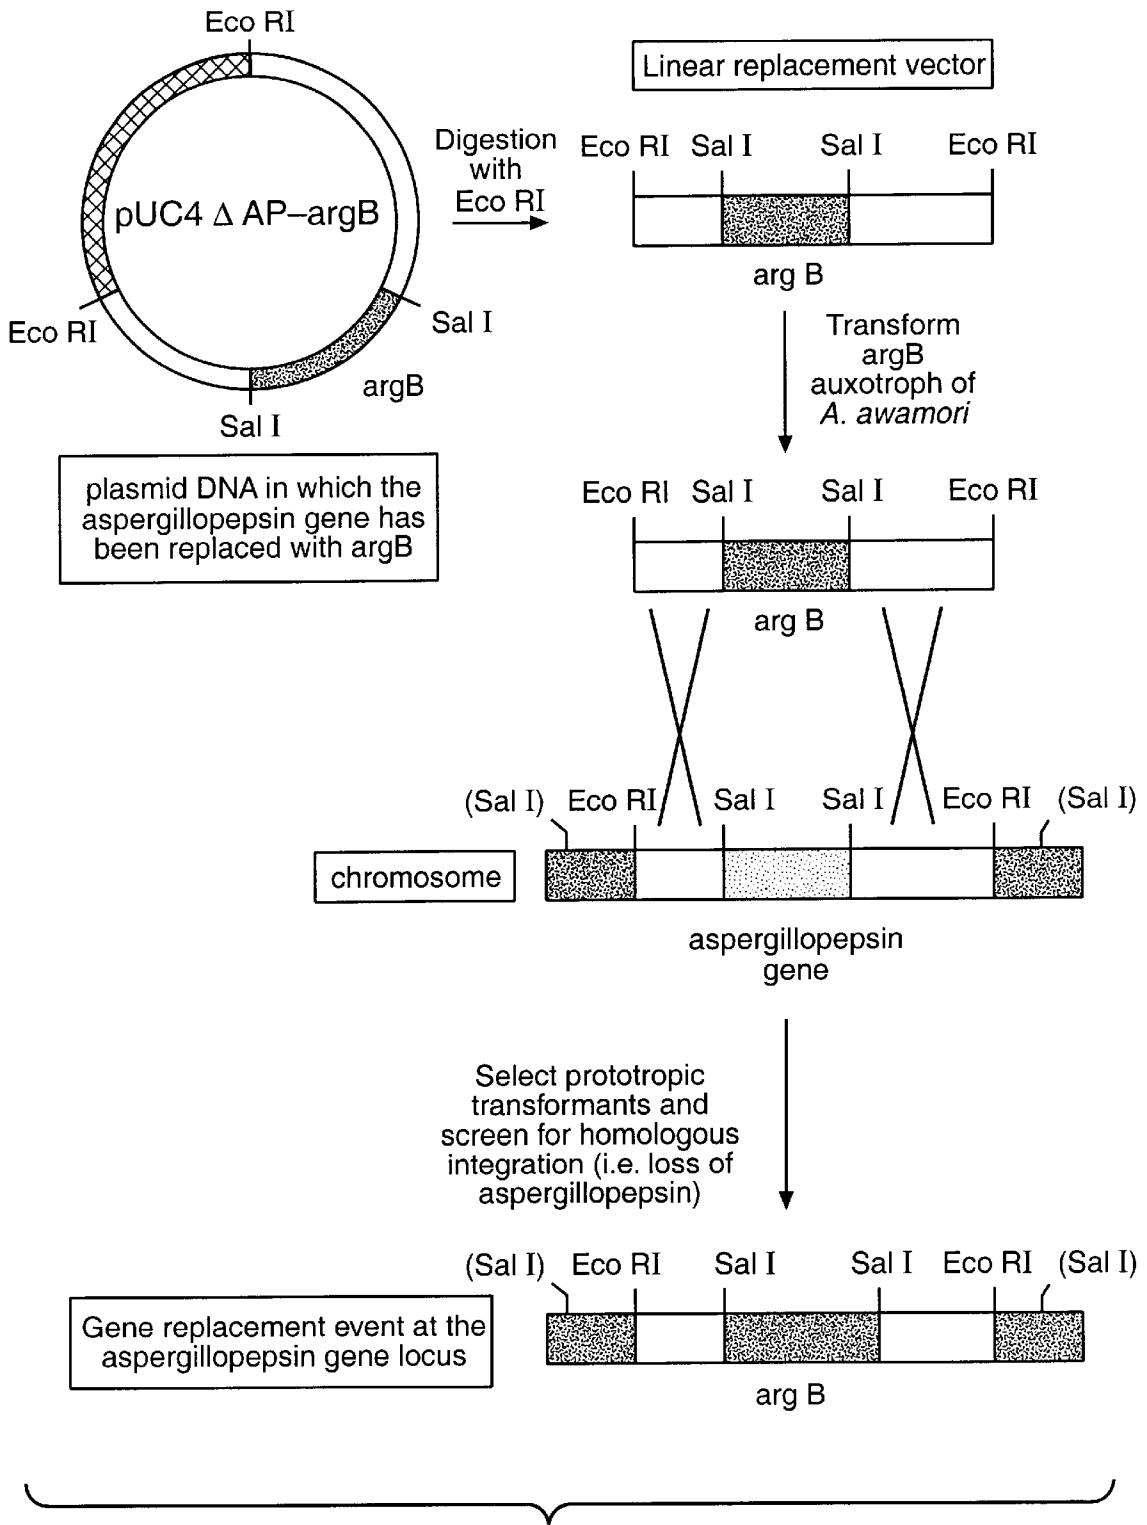 Eco RI
pUC4 Δ AP–argB
Eco RI
Sal I
argB
Sal I
plasmid DNA in which the
aspergillopepsin gene has
been replaced with argB
Digestion
with
Eco RI
Linear replacement vector
Eco RI Sal I Sal I Eco RI
arg B
Transform
argB
auxotroph of
A. awamori
Eco RI Sal I Sal I Eco RI
arg B
(Sal I) Eco RI Sal I Sal I Eco RI (Sal I)
chromosome
aspergillopepsin
gene
Select prototropic
transformants and
screen for homologous
integration (i.e. loss of
aspergillopepsin)
(Sal I) Eco RI Sal I Sal I Eco RI (Sal I)
Gene replacement event at the
aspergillopepsin gene locus
arg B